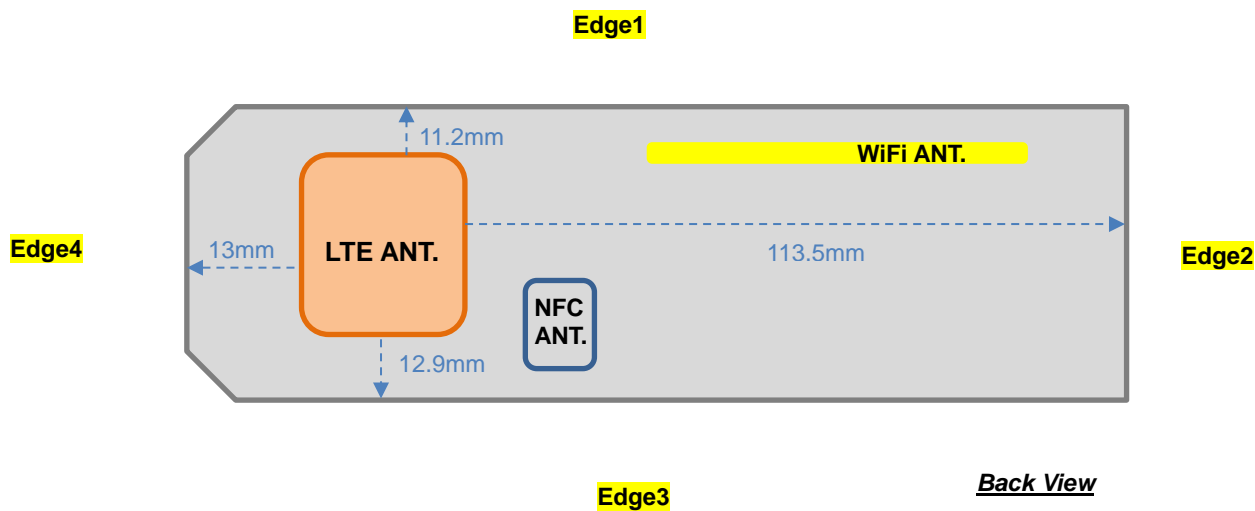 Edge1
11.2mm
WiFi ANT.
Edge4
13mm
LTE ANT.
113.5mm
Edge2
NFC
ANT.
12.9mm
Back View
Edge3